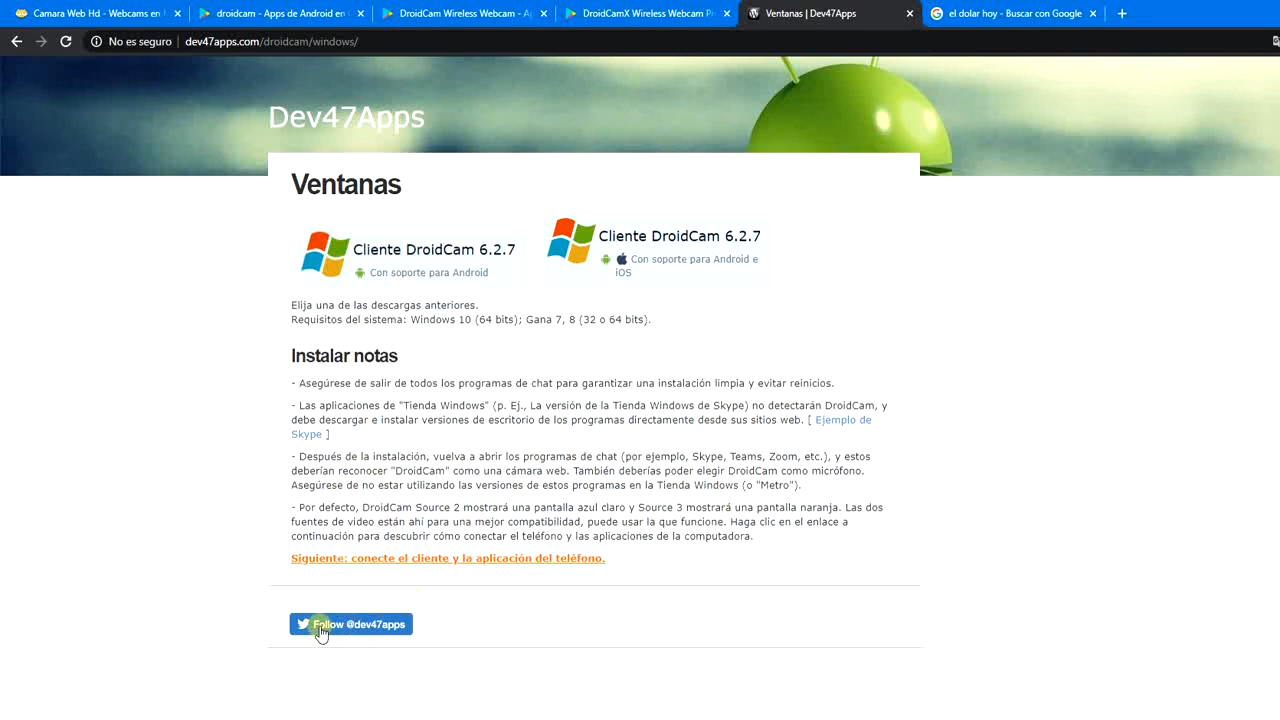 Camara Web Hd - Webcams en
droidcam - Apps de Android en
DroidCam Wireless Webcam - A
DroidCamX Wireless Webcam P
Ventanas | Dev47Apps
el dolar hoy - Buscar con Google
No es seguro | dev47apps.com/droidcam/windows/
Dev47Apps
Ventanas
Cliente DroidCam 6.2.7
Con soporte para Android
Cliente DroidCam 6.2.7
Con soporte para Android e
iOS
Elija una de las descargas anteriores.
Requisitos del sistema: Windows 10 (64 bits); Gana 7, 8 (32 o 64 bits).
Instalar notas
- Asegúrese de salir de todos los programas de chat para garantizar una instalación limpia y evitar reinicios.
- Las aplicaciones de "Tienda Windows" (p. Ej., La versión de la Tienda Windows de Skype) no detectarán DroidCam, y
debe descargar e instalar versiones de escritorio de los programas directamente desde sus sitios web. [ Ejemplo de
Skype ]
- Después de la instalación, vuelva a abrir los programas de chat (por ejemplo, Skype, Teams, Zoom, etc.), y estos
deberían reconocer "DroidCam" como una cámara web. También deberías poder elegir DroidCam como micrófono.
Asegúrese de no estar utilizando las versiones de estos programas en la Tienda Windows (o "Metro").
- Por defecto, DroidCam Source 2 mostrará una pantalla azul claro y Source 3 mostrará una pantalla naranja. Las dos
fuentes de video están ahí para una mejor compatibilidad, puede usar la que funcione. Haga clic en el enlace a
continuación para descubrir cómo conectar el teléfono y las aplicaciones de la computadora.
Siguiente: conecte el cliente y la aplicación del teléfono.
Follow @dev47apps